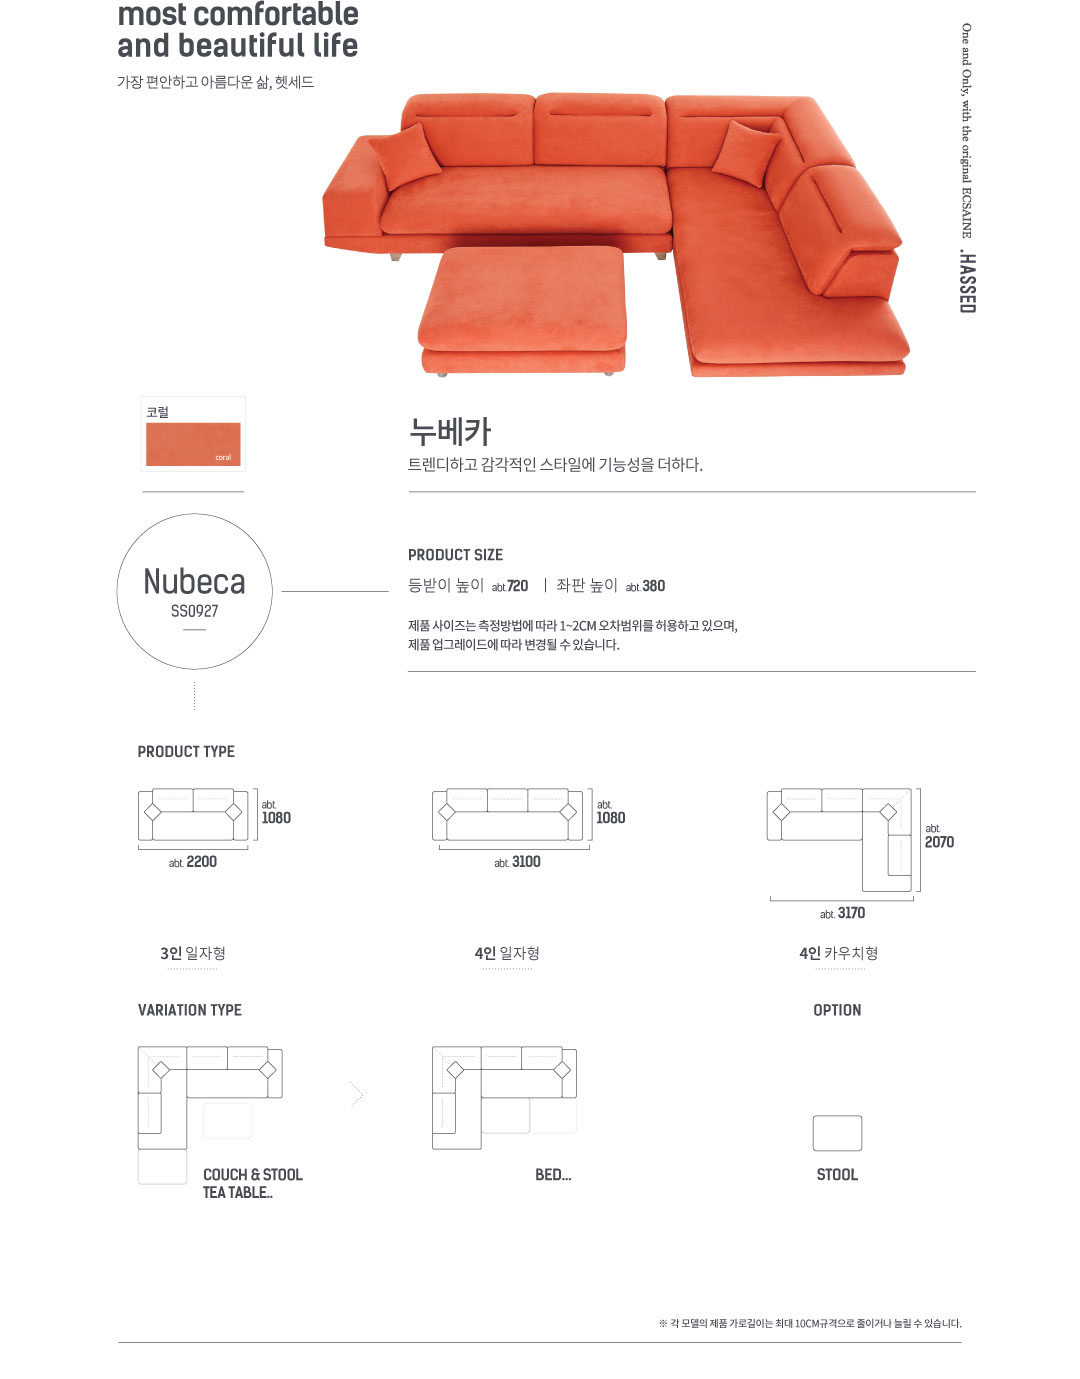 most comfortable
and beautiful life
가장 편안하고 아름다운 삶, 헷세드
One and Only, with the original ECSAINE .HASSED
코럴
coral
누베카
트렌디하고 감각적인 스타일에 기능성을 더하다.
Nubeca
SS0927
PRODUCT SIZE
등받이 높이 abt.720 | 좌판 높이 abt.380
제품 사이즈는 측정방법에 따라 1~2CM 오차범위를 허용하고 있으며,
제품 업그레이드에 따라 변경될 수 있습니다.
PRODUCT TYPE
abt.
1080
abt. 2200
3인 일자형
abt.
1080
abt. 3100
4인 일자형
abt.
2070
abt. 3170
4인 카우치형
VARIATION TYPE
OPTION
COUCH & STOOL
TEA TABLE..
BED...
STOOL
※ 각 모델의 제품 가로길이는 최대 10CM규격으로 줄이거나 늘릴 수 있습니다.